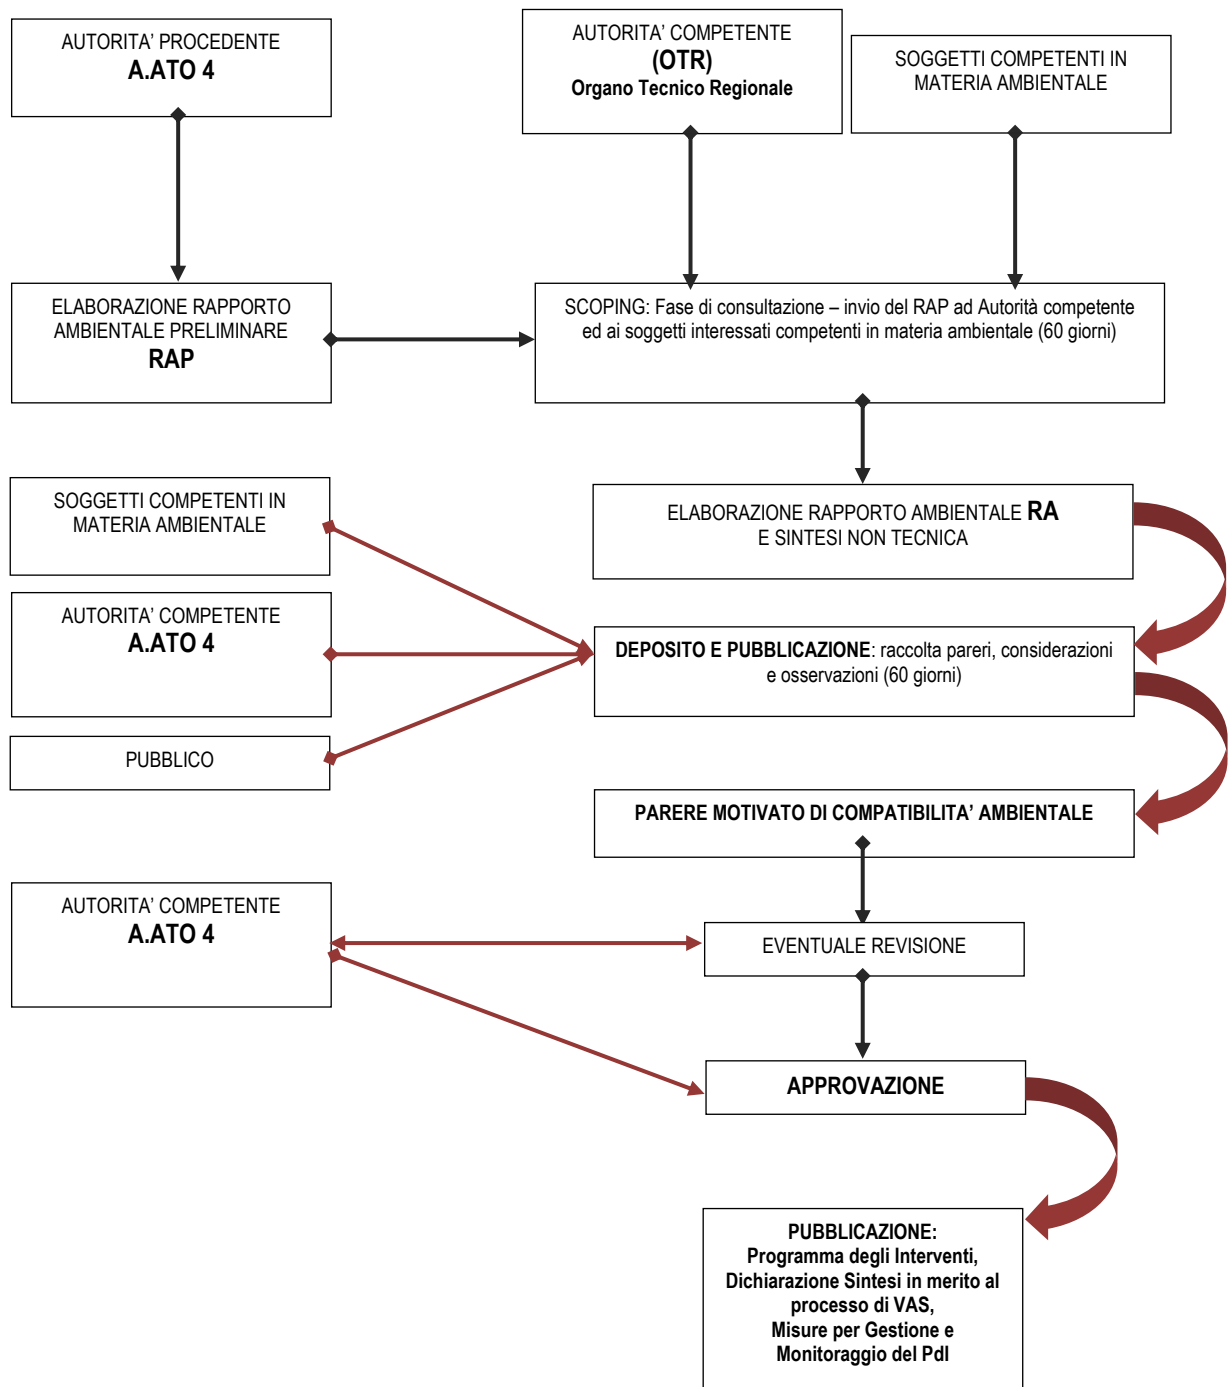 AUTORITA’ PROCEDENTE
A.ATO 4
AUTORITA’ COMPETENTE
(OTR)
Organo Tecnico Regionale
SOGGETTI COMPETENTI IN
MATERIA AMBIENTALE
ELABORAZIONE RAPPORTO
AMBIENTALE PRELIMINARE
RAP
SCOPING: Fase di consultazione – invio del RAP ad Autorità competente
ed ai soggetti interessati competenti in materia ambientale (60 giorni)
SOGGETTI COMPETENTI IN
MATERIA AMBIENTALE
ELABORAZIONE RAPPORTO AMBIENTALE RA
E SINTESI NON TECNICA
AUTORITA’ COMPETENTE
A.ATO 4
DEPOSITO E PUBBLICAZIONE: raccolta pareri, considerazioni
e osservazioni (60 giorni)
PUBBLICO
PARERE MOTIVATO DI COMPATIBILITA’ AMBIENTALE
AUTORITA’ COMPETENTE
A.ATO 4
EVENTUALE REVISIONE
APPROVAZIONE
PUBBLICAZIONE:
Programma degli Interventi,
Dichiarazione Sintesi in merito al
processo di VAS,
Misure per Gestione e
Monitoraggio del PdI